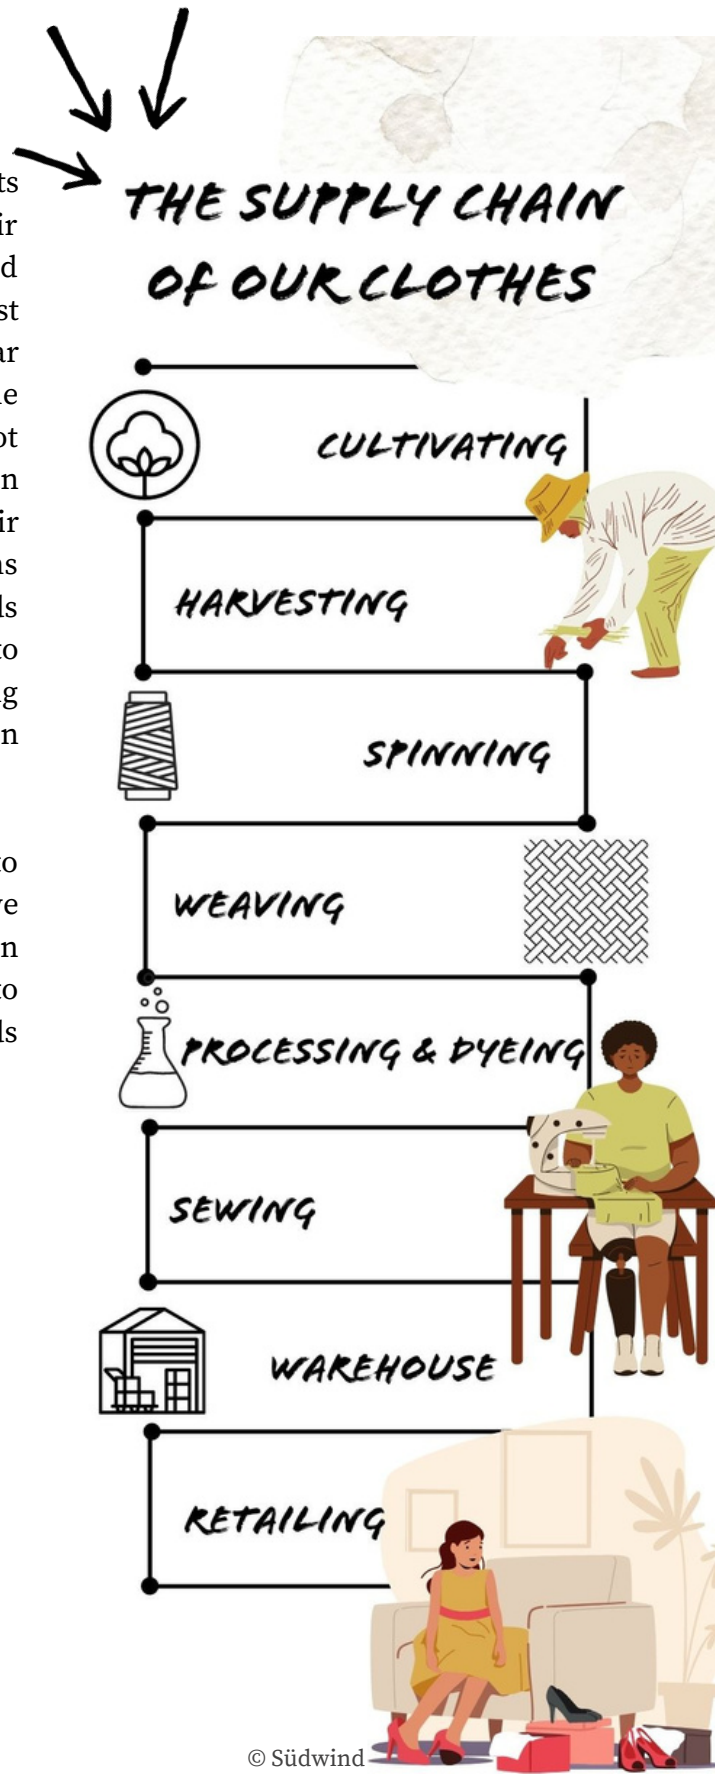 THE SUPPLY CHAIN
OF OUR CLOTHES
CULTIVATING
HARVESTING
SPINNING
WEAVING
PROCESSING & DYEING
SEWING
WAREHOUSE
RETAILING
© Südwind